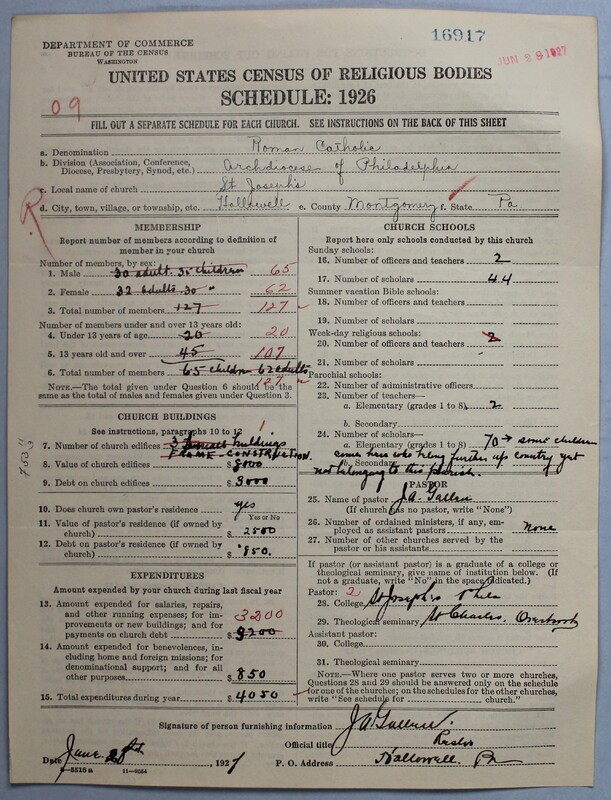 16917
JUN 29 1927
DEPARTMENT OF COMMERCE
BUREAU OF THE CENSUS
WASHINGTON
UNITED STATES CENSUS OF RELIGIOUS BODIES
SCHEDULE: 1926
09
FILL OUT A SEPARATE SCHEDULE FOR EACH CHURCH. SEE INSTRUCTIONS ON THE BACK OF THIS SHEET
a. Denomination Roman Catholic
b. Division (Association, Conference, Diocese, Presbytery, Synod, etc.) Archdiocese of Philadelphia
c. Local name of church St Joseph's
d. City, town, village, or township, etc. Hallowell e. County Montgomery f. State Pa
R
MEMBERSHIP
Report number of members according to definition of member in your church
Number of members, by sex:
1. Male 30 adult. 35 children 65
2. Female 32 adults 30 " 62
3. Total number of members 127 127
Number of members under and over 13 years old:
4. Under 13 years of age 20 20
5. 13 years old and over 45 107
6. Total number of members 65 children 62 adults
127
NOTE.—The total given under Question 6 should be the same as the total of males and females given under Question 3.
CHURCH BUILDINGS
See instructions, paragraphs 10 to 12
7. Number of church edifices 3 buildings 1
FRAME-CONSTRUCTION.
8. Value of church edifices $ 8000
9. Debt on church edifices $ 3000
10. Does church own pastor's residence yes
Yes or No
11. Value of pastor's residence (if owned by church) $ 2500
12. Debt on pastor's residence (if owned by church) $ 850.
EXPENDITURES
Amount expended by your church during last fiscal year
13. Amount expended for salaries, repairs, and other running expenses; for improvements or new buildings; and for payments on church debt $ 3200 3200
14. Amount expended for benevolences, including home and foreign missions; for denominational support; and for all other purposes $ 850
15. Total expenditures during year $ 4050
CHURCH SCHOOLS
Report here only schools conducted by this church
Sunday schools:
16. Number of officers and teachers 2
17. Number of scholars 44
Summer vacation Bible schools:
18. Number of officers and teachers
19. Number of scholars
Week-day religious schools:
20. Number of officers and teachers 2
21. Number of scholars
Parochial schools:
22. Number of administrative officers
23. Number of teachers—
a. Elementary (grades 1 to 8) 2
b. Secondary
24. Number of scholars—
a. Elementary (grades 1 to 8) 70 → some children
come here who belong further up country yet
b. Secondary
not belonging to this parish.
PASTOR
25. Name of pastor J.A. Gallen
(If church has no pastor, write "None")
26. Number of ordained ministers, if any, employed as assistant pastors None
27. Number of other churches served by the pastor or his assistants
If pastor (or assistant pastor) is a graduate of a college or theological seminary, give name of institution below. (If not a graduate, write "No" in the space indicated.)
Pastor: 2
28. College St Joseph's Phila
29. Theological seminary St Charles. Overbrook
Assistant pastor:
30. College
31. Theological seminary
NOTE.—Where one pastor serves two or more churches, Questions 28 and 29 should be answered only on the schedule for one of the churches; on the schedules for the other churches, write "See schedule for church."
Signature of person furnishing information J.A. Gallen.
Official title Rector
Date June 28th, 1927 P. O. Address Hallowell. Pa
8-5518a 11-9054